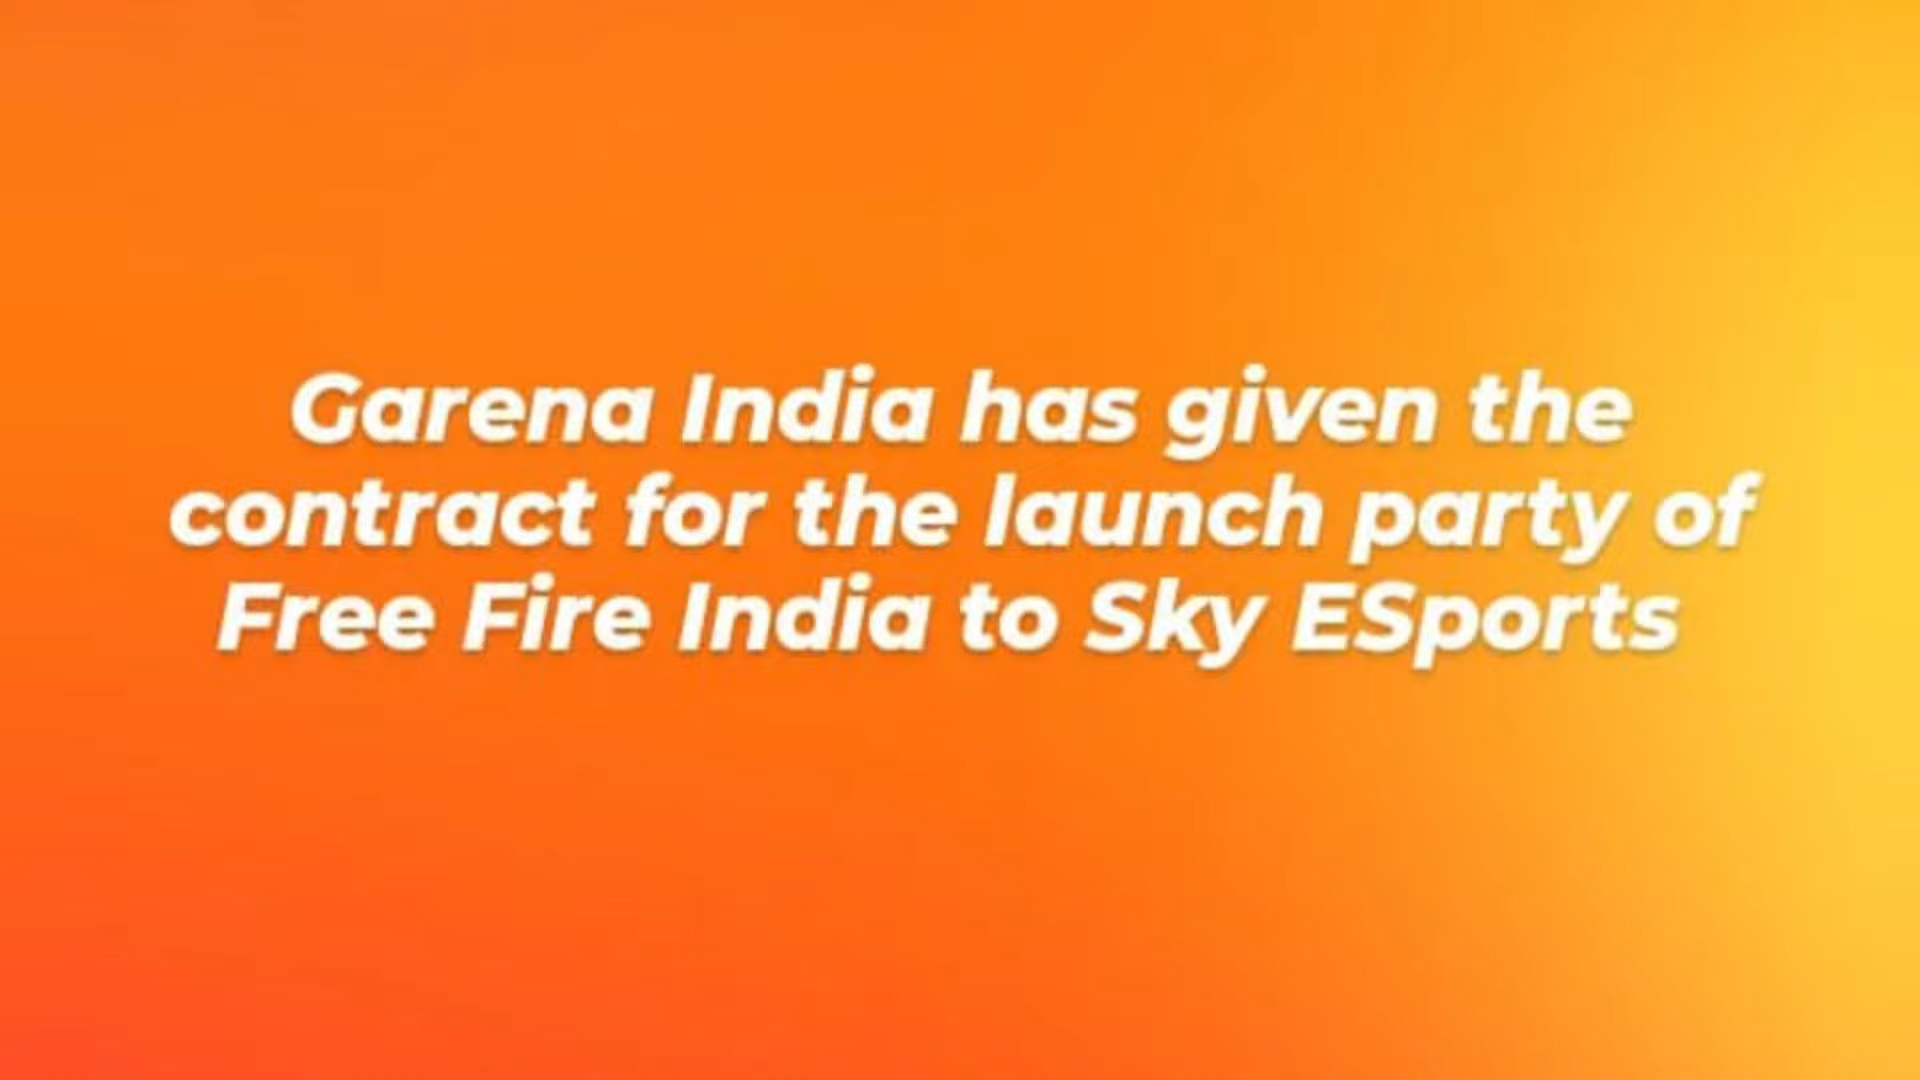 Garena India has given the
contract for the launch party of
Free Fire India to Sky ESports